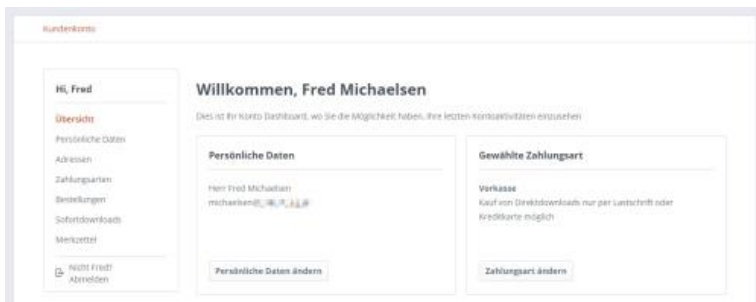 Kundenkonto
Hi, Fred
Übersicht
Persönliche Daten
Adressen
Zahlungsarten
Bestellungen
Sofortdownloads
Merkzettel
Nicht Fred?
Abmelden
Willkommen, Fred Michaelsen
Dies ist Ihr Konto Dashboard, wo Sie die Möglichkeit haben, Ihre letzten Kontoaktivitäten einzusehen
Persönliche Daten
Herr Fred Michaelsen
michaelsen
Persönliche Daten ändern
Gewählte Zahlungsart
Vorkasse
Kauf von Direktdownloads nur per Lastschrift oder
Kreditkarte möglich
Zahlungsart ändern